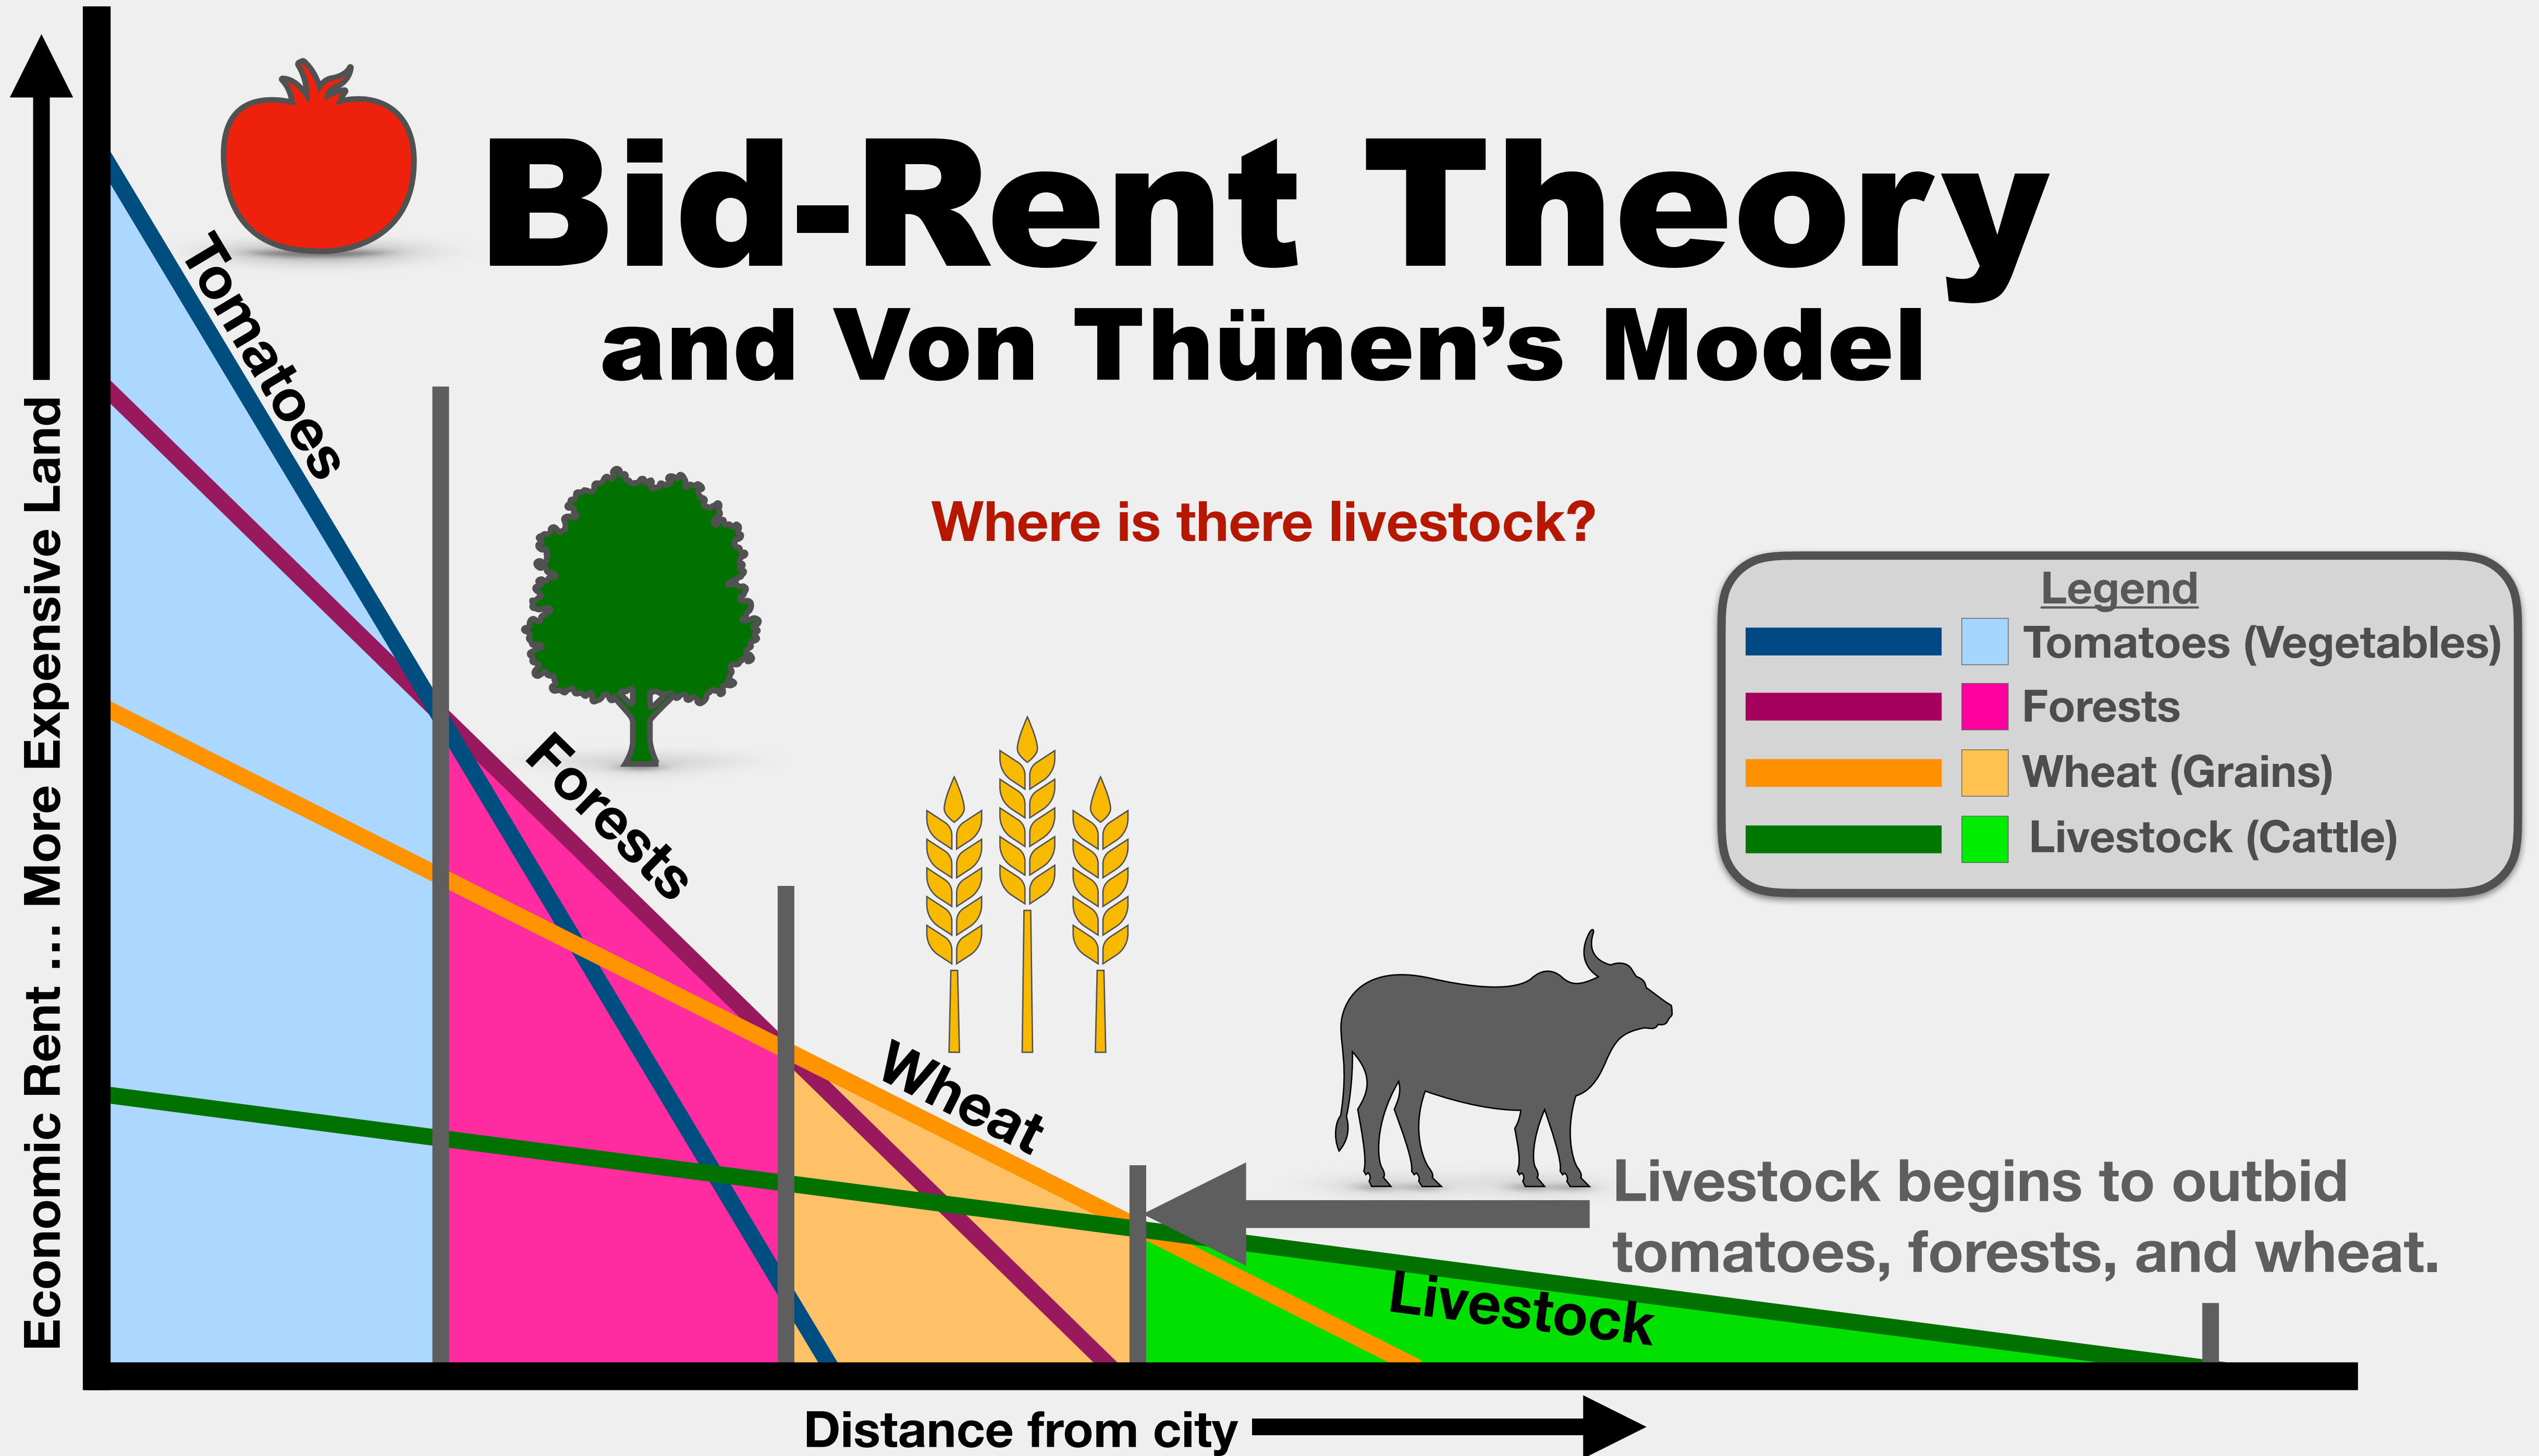 Bid-Rent Theory
and Von Thünen’s Model
Where is there livestock?
Economic Rent ... More Expensive Land
Tomatoes
Forests
Wheat
Livestock
Legend
Tomatoes (Vegetables)
Forests
Wheat (Grains)
Livestock (Cattle)
Livestock begins to outbid
tomatoes, forests, and wheat.
Distance from city